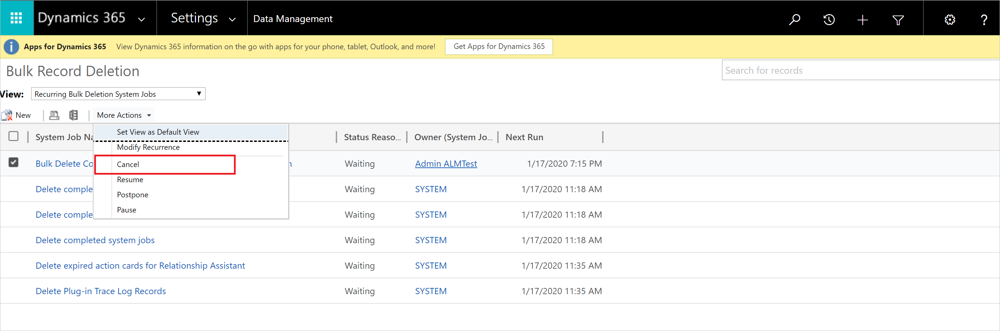 Dynamics 365 Settings Data Management
Apps for Dynamics 365 View Dynamics 365 information on the go with apps for your phone, tablet, Outlook, and more! Get Apps for Dynamics 365
Bulk Record Deletion
Search for records
View: Recurring Bulk Deletion System Jobs
New More Actions
Set View as Default View
Modify Recurrence
Cancel
Resume
Postpone
Pause
System Job Na Status Reaso... Owner (System Jo... Next Run
Bulk Delete Co Waiting Admin ALMTest 1/17/2020 7:15 PM
Delete comple Waiting SYSTEM 1/17/2020 11:18 AM
Delete comple Waiting SYSTEM 1/17/2020 11:18 AM
Delete completed system jobs Waiting SYSTEM 1/17/2020 11:18 AM
Delete expired action cards for Relationship Assistant Waiting SYSTEM 1/17/2020 11:35 AM
Delete Plug-in Trace Log Records Waiting SYSTEM 1/17/2020 11:35 AM